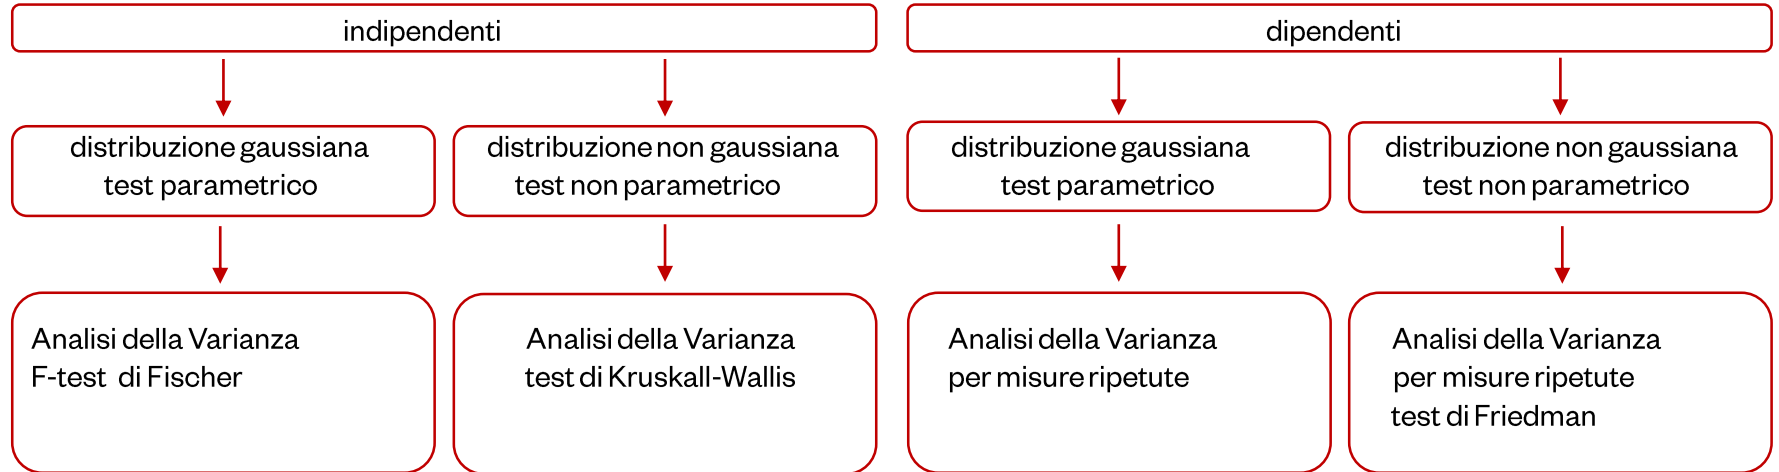 indipendenti
dipendenti
distribuzione gaussiana
test parametrico
distribuzione non gaussiana
test non parametrico
distribuzione gaussiana
test parametrico
distribuzione non gaussiana
test non parametrico
Analisi della Varianza
F-test di Fischer
Analisi della Varianza
test di Kruskall-Wallis
Analisi della Varianza
per misure ripetute
Analisi della Varianza
per misure ripetute
test di Friedman